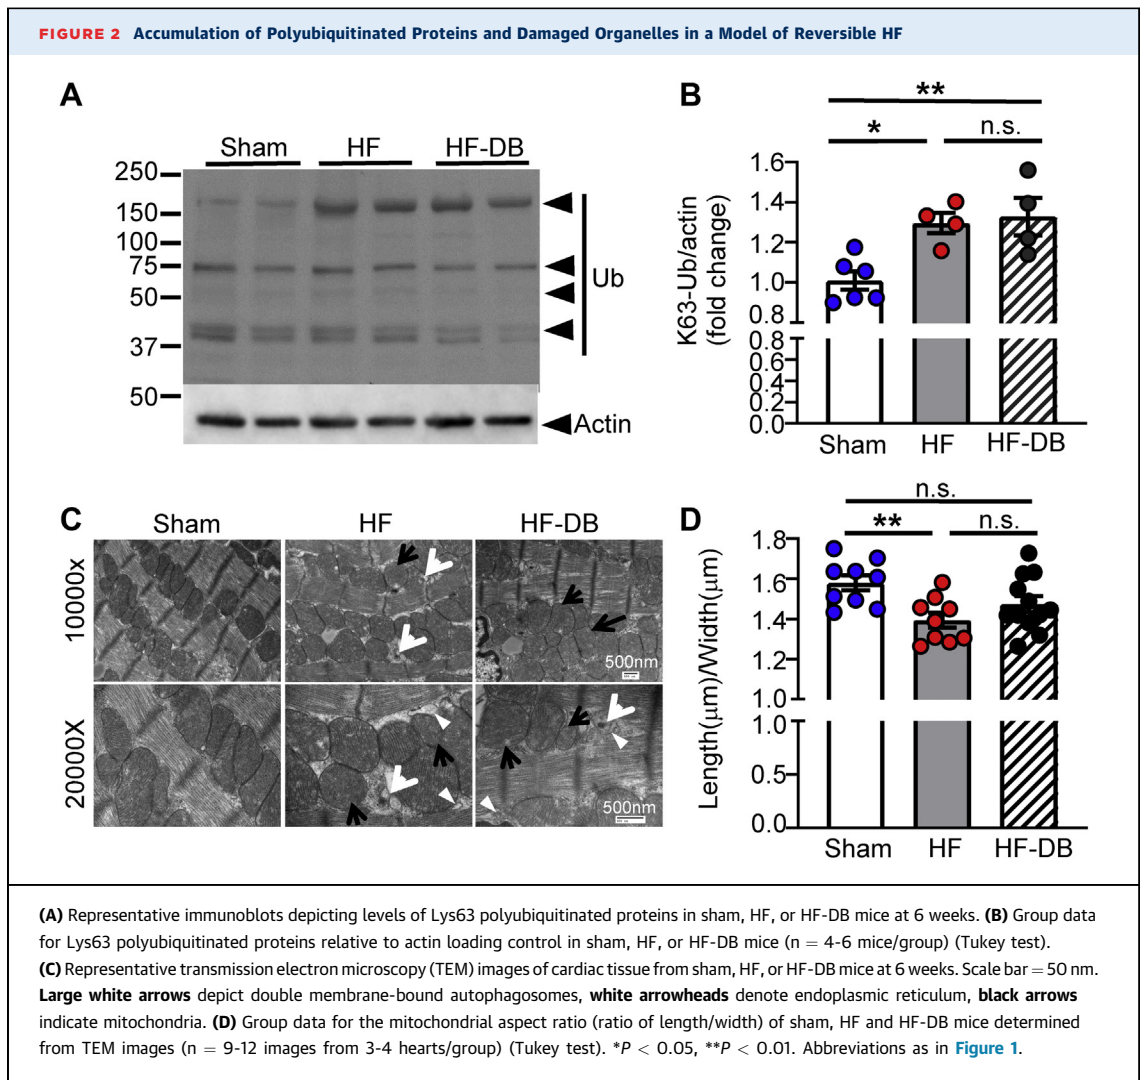 FIGURE 2 Accumulation of Polyubiquitinated Proteins and Damaged Organelles in a Model of Reversible HF
A
Sham HF HF-DB
250
150
100
75
50
37
50
Ub
Actin
B
**
* n.s.
K63-Ub/actin
(fold change)
1.6
1.4
1.2
1.0
0.8
0.8
0.6
0.4
0.2
0.0
Sham HF HF-DB
C
Sham HF HF-DB
10000x
500nm
20000X
500nm
D
n.s.
** n.s.
Length(μm)/Width(μm)
1.8
1.6
1.4
1.2
1.0
1.0
0.5
0.0
Sham HF HF-DB
(A) Representative immunoblots depicting levels of Lys63 polyubiquitinated proteins in sham, HF, or HF-DB mice at 6 weeks. (B) Group data
for Lys63 polyubiquitinated proteins relative to actin loading control in sham, HF, or HF-DB mice (n = 4-6 mice/group) (Tukey test).
(C) Representative transmission electron microscopy (TEM) images of cardiac tissue from sham, HF, or HF-DB mice at 6 weeks. Scale bar = 50 nm.
Large white arrows depict double membrane-bound autophagosomes, white arrowheads denote endoplasmic reticulum, black arrows
indicate mitochondria. (D) Group data for the mitochondrial aspect ratio (ratio of length/width) of sham, HF and HF-DB mice determined
from TEM images (n = 9-12 images from 3-4 hearts/group) (Tukey test). *P < 0.05, **P < 0.01. Abbreviations as in Figure 1.